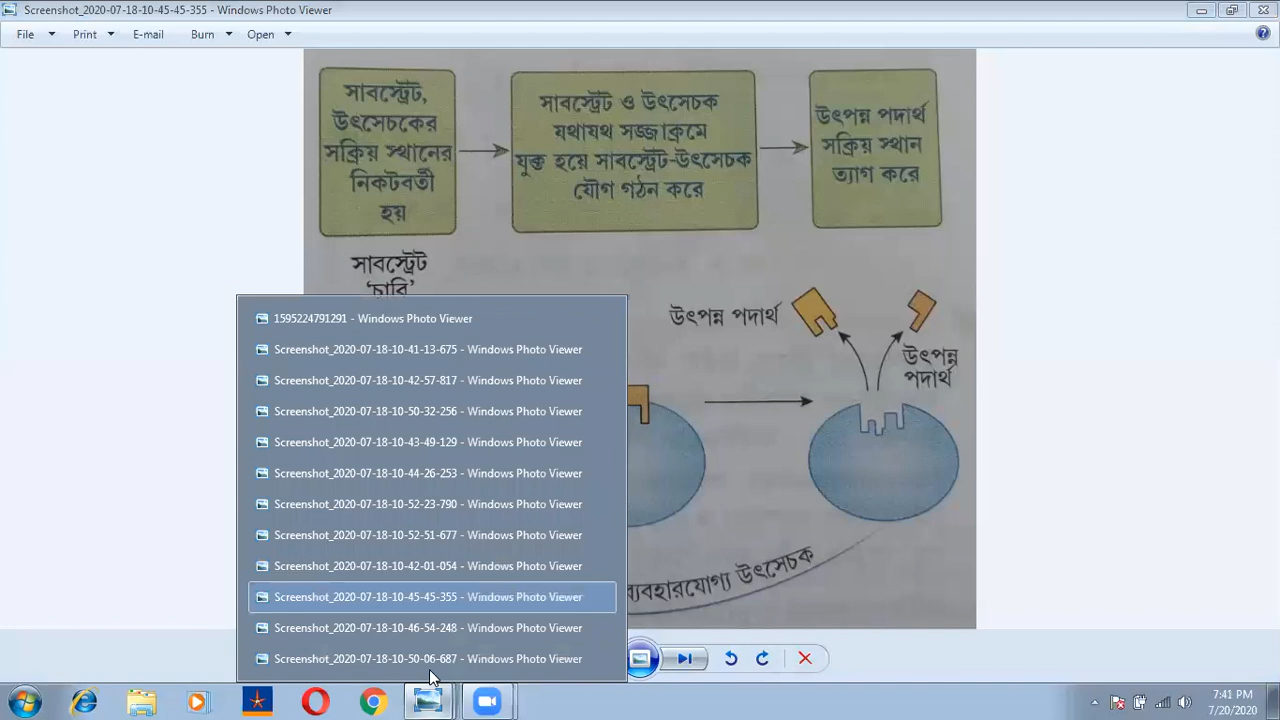 Screenshot_2020-07-18-10-45-45-355 - Windows Photo Viewer
File Print E-mail Burn Open
সাবস্ট্রেট,
উৎসেচকের
সক্রিয় স্থানের
নিকটবর্তী
হয়
সাবস্ট্রেট ও উৎসেচক
যথাযথ সজ্জাক্রমে
যুক্ত হয়ে সাবস্ট্রেট-উৎসেচক
যৌগ গঠন করে
উৎপন্ন পদার্থ
সক্রিয় স্থান
ত্যাগ করে
সাবস্ট্রেট
‘চাবি’
উৎপন্ন পদার্থ
উৎপন্ন
পদার্থ
ব্যবহারযোগ্য উৎসেচক
1595224791291 - Windows Photo Viewer
Screenshot_2020-07-18-10-41-13-675 - Windows Photo Viewer
Screenshot_2020-07-18-10-42-57-817 - Windows Photo Viewer
Screenshot_2020-07-18-10-50-32-256 - Windows Photo Viewer
Screenshot_2020-07-18-10-43-49-129 - Windows Photo Viewer
Screenshot_2020-07-18-10-44-26-253 - Windows Photo Viewer
Screenshot_2020-07-18-10-52-23-790 - Windows Photo Viewer
Screenshot_2020-07-18-10-52-51-677 - Windows Photo Viewer
Screenshot_2020-07-18-10-42-01-054 - Windows Photo Viewer
Screenshot_2020-07-18-10-45-45-355 - Windows Photo Viewer
Screenshot_2020-07-18-10-46-54-248 - Windows Photo Viewer
Screenshot_2020-07-18-10-50-06-687 - Windows Photo Viewer
7:41 PM
7/20/2020